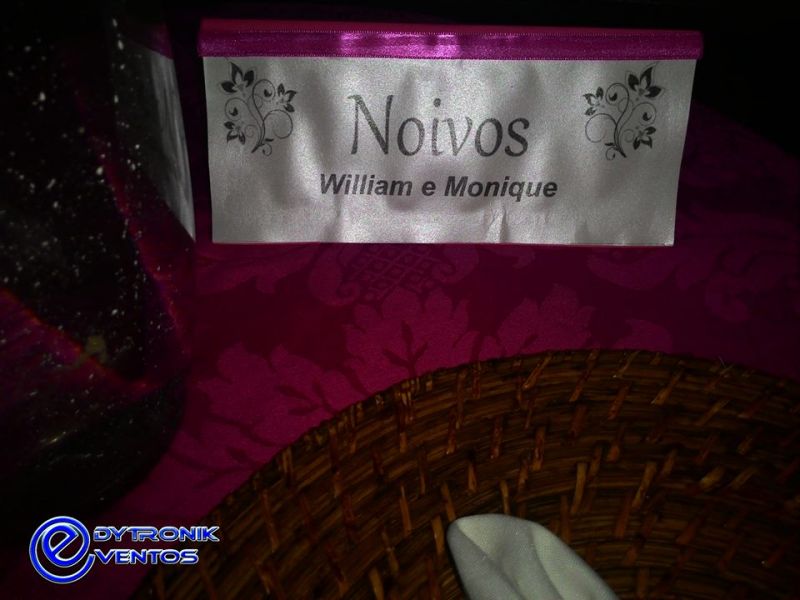 Noivos
William e Monique
EDYTRONIK
EVENTOS